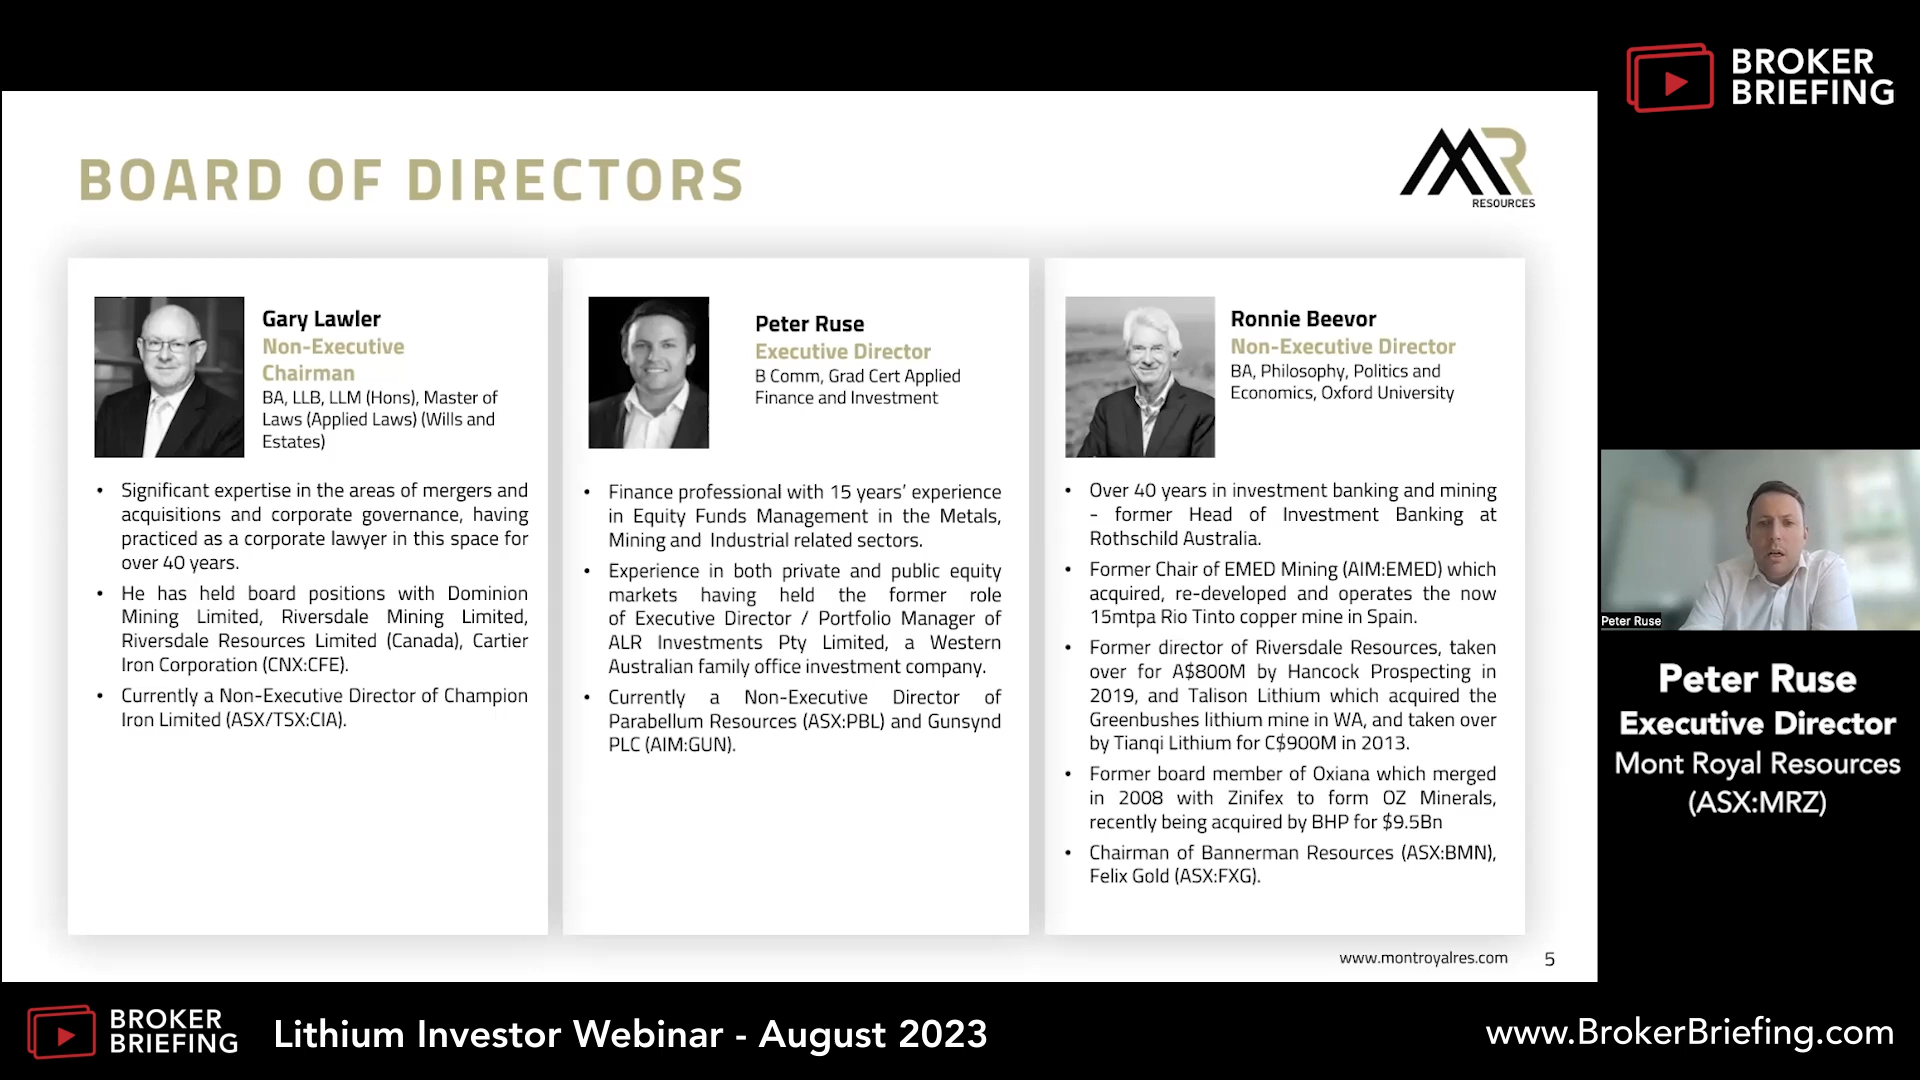 BROKER
BRIEFING
BOARD OF DIRECTORS
MR
RESOURCES
Gary Lawler
Non-Executive
Chairman
BA, LLB, LLM (Hons), Master of
Laws (Applied Laws) (Wills and
Estates)
• Significant expertise in the areas of mergers and
acquisitions and corporate governance, having
practiced as a corporate lawyer in this space for
over 40 years.
• He has held board positions with Dominion
Mining Limited, Riversdale Mining Limited,
Riversdale Resources Limited (Canada), Cartier
Iron Corporation (CNX:CFE).
• Currently a Non-Executive Director of Champion
Iron Limited (ASX/TSX:CIA).
Peter Ruse
Executive Director
B Comm, Grad Cert Applied
Finance and Investment
• Finance professional with 15 years’ experience
in Equity Funds Management in the Metals,
Mining and Industrial related sectors.
• Experience in both private and public equity
markets having held the former role
of Executive Director / Portfolio Manager of
ALR Investments Pty Limited, a Western
Australian family office investment company.
• Currently a Non-Executive Director of
Parabellum Resources (ASX:PBL) and Gunsynd
PLC (AIM:GUN).
Ronnie Beevor
Non-Executive Director
BA, Philosophy, Politics and
Economics, Oxford University
• Over 40 years in investment banking and mining
- former Head of Investment Banking at
Rothschild Australia.
• Former Chair of EMED Mining (AIM:EMED) which
acquired, re-developed and operates the now
15mtpa Rio Tinto copper mine in Spain.
• Former director of Riversdale Resources, taken
over for A$800M by Hancock Prospecting in
2019, and Talison Lithium which acquired the
Greenbushes lithium mine in WA, and taken over
by Tianqi Lithium for C$900M in 2013.
• Former board member of Oxiana which merged
in 2008 with Zinifex to form OZ Minerals,
recently being acquired by BHP for $9.5Bn
• Chairman of Bannerman Resources (ASX:BMN),
Felix Gold (ASX:FXG).
www.montroyalres.com 5
Peter Ruse
Peter Ruse
Executive Director
Mont Royal Resources
(ASX:MRZ)
BROKER
BRIEFING
Lithium Investor Webinar - August 2023
www.BrokerBriefing.com